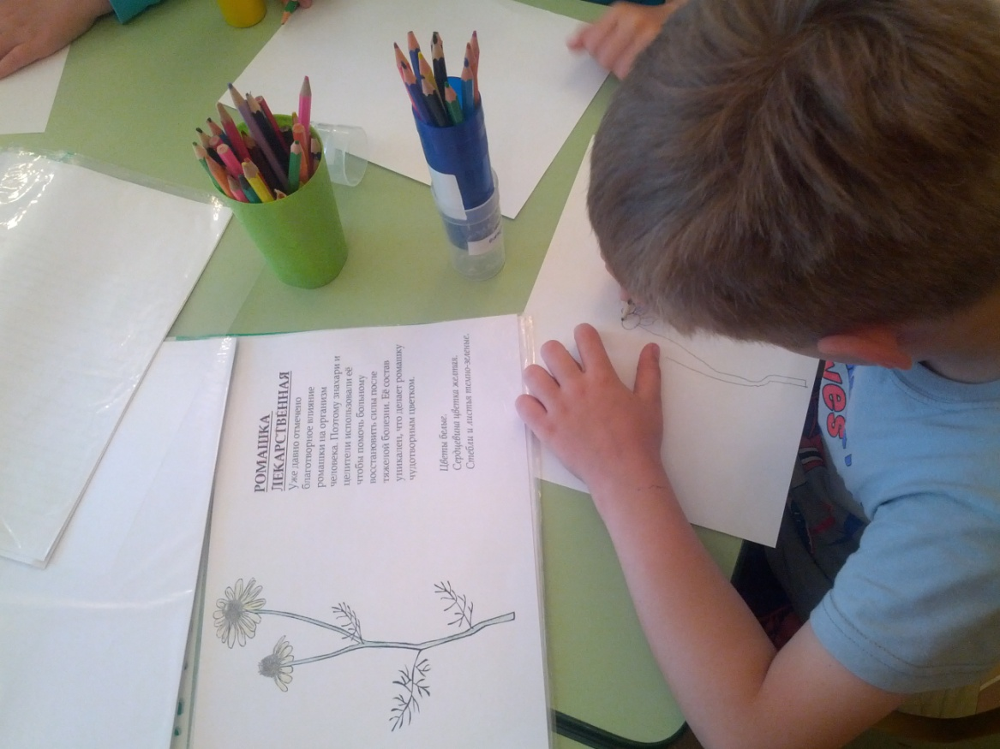 РОМАШКА
ЛЕКАРСТВЕННАЯ
Уже давно отмечено
благотворное влияние
ромашки на организм
человека. Поэтому знахари и
целители использовали её
чтобы помочь больному
восстановить силы после
тяжелой болезни. Её состав
уникален, что делает ромашку
чудотворным цветком.
Цветы белые.
Сердцевина цветка желтая.
Стебли и листья темно-зеленые.